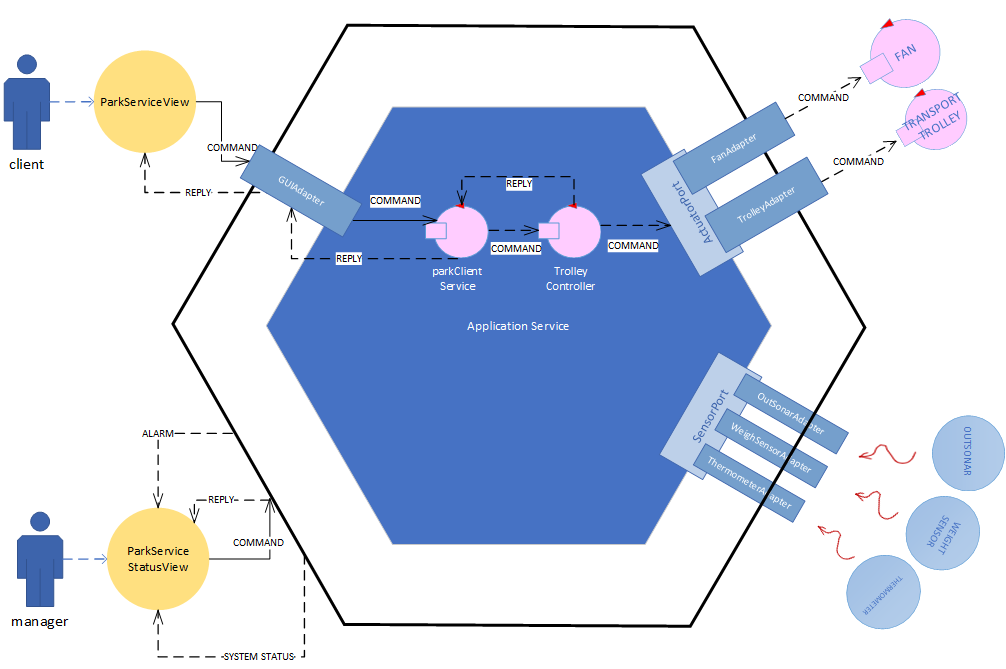 FAN
COMMAND
TRANSPORT
TROLLEY
ParkServiceView
COMMAND
FanAdapter
COMMAND
client
REPLY
GUIAdapter
COMMAND
REPLY
ActuatorPort
TrolleyAdapter
COMMAND
COMMAND
REPLY
parkClient
Service
Trolley
Controller
Application Service
SensorPort
OutSonarAdapter
WeighSensorAdapter
ThermometerAdapter
OUTSONAR
WEIGHT
SENSOR
THERMOMETER
ALARM
REPLY
COMMAND
ParkService
StatusView
manager
SYSTEM STATUS